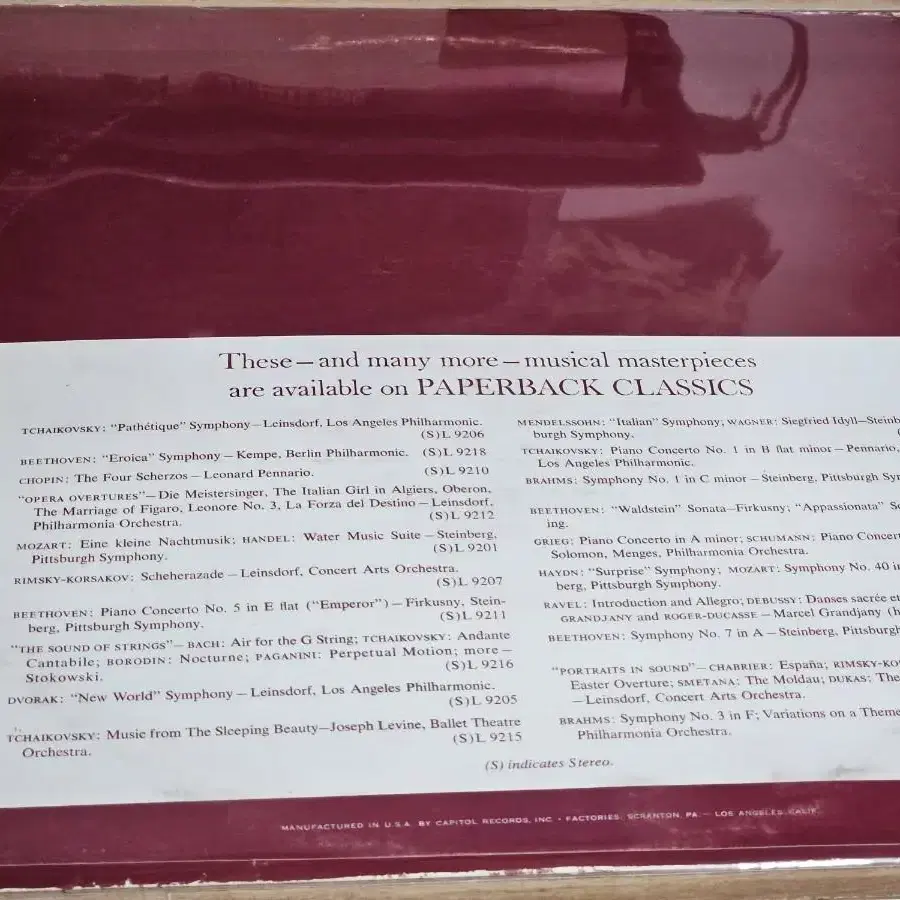 These—and many more—musical masterpieces
are available on PAPERBACK CLASSICS
TCHAIKOVSKY: "Pathétique" Symphony—Leinsdorf, Los Angeles Philharmonic.
(S)L 9206
BEETHOVEN: "Eroica" Symphony—Kempe, Berlin Philharmonic. (S)L 9218
CHOPIN: The Four Scherzos—Leonard Pennario. (S)L 9210
"OPERA OVERTURES"—Die Meistersinger, The Italian Girl in Algiers, Oberon,
The Marriage of Figaro, Leonore No. 3, La Forza del Destino—Leinsdorf,
Philharmonia Orchestra. (S)L 9212
MOZART: Eine kleine Nachtmusik; HANDEL: Water Music Suite—Steinberg,
Pittsburgh Symphony. (S)L 9201
RIMSKY-KORSAKOV: Scheherazade—Leinsdorf, Concert Arts Orchestra.
(S)L 9207
BEETHOVEN: Piano Concerto No. 5 in E flat ("Emperor")—Firkusny, Stein-
berg, Pittsburgh Symphony. (S)L 9211
"THE SOUND OF STRINGS"—BACH: Air for the G String; TCHAIKOVSKY: Andante
Cantabile; BORODIN: Nocturne; PAGANINI: Perpetual Motion; more—
Stokowski. (S)L 9216
DVORAK: "New World" Symphony—Leinsdorf, Los Angeles Philharmonic.
(S)L 9205
TCHAIKOVSKY: Music from The Sleeping Beauty—Joseph Levine, Ballet Theatre
Orchestra. (S)L 9215
MENDELSSOHN: "Italian" Symphony; WAGNER: Siegfried Idyll—Steinb
burgh Symphony. (
TCHAIKOVSKY: Piano Concerto No. 1 in B flat minor—Pennario,
Los Angeles Philharmonic.
BRAHMS: Symphony No. 1 in C minor—Steinberg, Pittsburgh Sy
BEETHOVEN: "Waldstein" Sonata—Firkusny; "Appassionata" S
ing.
GRIEG: Piano Concerto in A minor; SCHUMANN: Piano Concer
Solomon, Menges, Philharmonia Orchestra.
HAYDN: "Surprise" Symphony; MOZART: Symphony No. 40 i
berg, Pittsburgh Symphony.
RAVEL: Introduction and Allegro; DEBUSSY: Danses sacrée et
GRANDJANY and ROGER-DUCASSE—Marcel Grandjany (h
BEETHOVEN: Symphony No. 7 in A—Steinberg, Pittsburgh
"PORTRAITS IN SOUND"—CHABRIER: España; RIMSKY-KO
Easter Overture; SMETANA: The Moldau; DUKAS: The
—Leinsdorf, Concert Arts Orchestra.
BRAHMS: Symphony No. 3 in F; Variations on a Theme
Philharmonia Orchestra.
(S) indicates Stereo.
MANUFACTURED IN U.S.A. BY CAPITOL RECORDS, INC. • FACTORIES: SCRANTON, PA.—LOS ANGELES, CALIF.